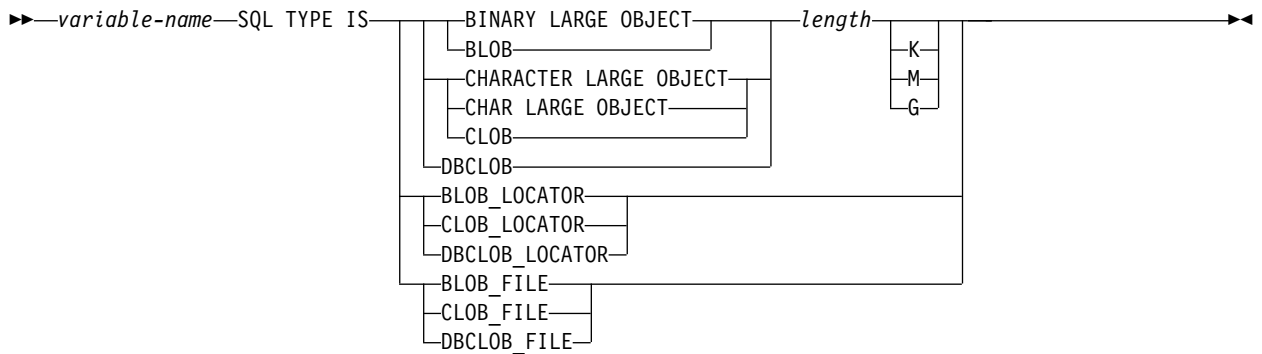 variable-name SQL TYPE IS BINARY LARGE OBJECT length
BLOB K
CHARACTER LARGE OBJECT M
CHAR LARGE OBJECT G
CLOB
DBCLOB
BLOB_LOCATOR
CLOB_LOCATOR
DBCLOB_LOCATOR
BLOB_FILE
CLOB_FILE
DBCLOB_FILE